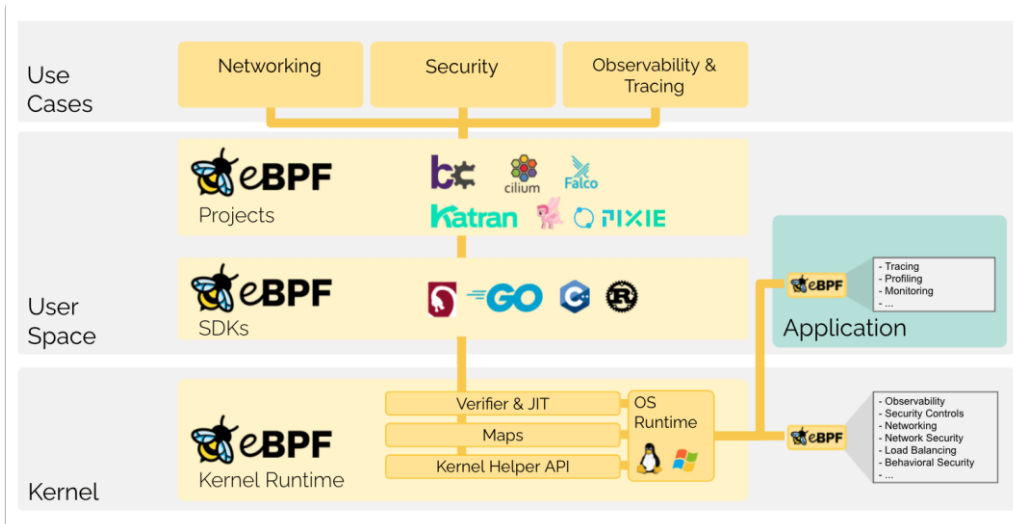 Use
Cases
Networking
Security
Observability &
Tracing
eBPF
Projects
bc
cilium
Falco
Katran
PIXIE
User
Space
eBPF
SDKs
GO
C++
R
eBPF
- Tracing
- Profiling
- Monitoring
- ...
Application
Kernel
eBPF
Kernel Runtime
Verifier & JIT
Maps
Kernel Helper API
OS
Runtime
eBPF
- Observability
- Security Controls
- Networking
- Network Security
- Load Balancing
- Behavioral Security
- ...